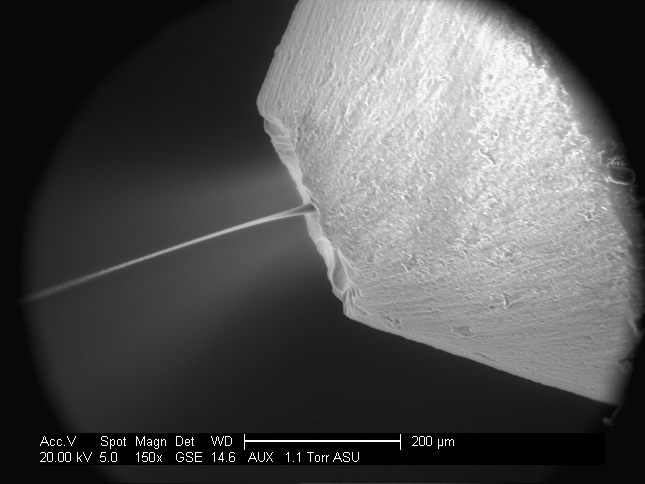 Acc.V Spot Magn Det WD 200 µm
20.00 kV 5.0 150x GSE 14.6 AUX 1.1 Torr ASU